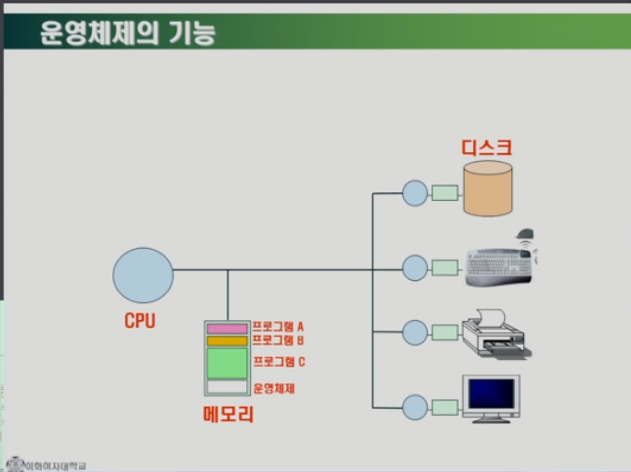 운영체제의 기능
디스크
CPU
프로그램 A
프로그램 B
프로그램 C
운영체제
메모리
이화여자대학교